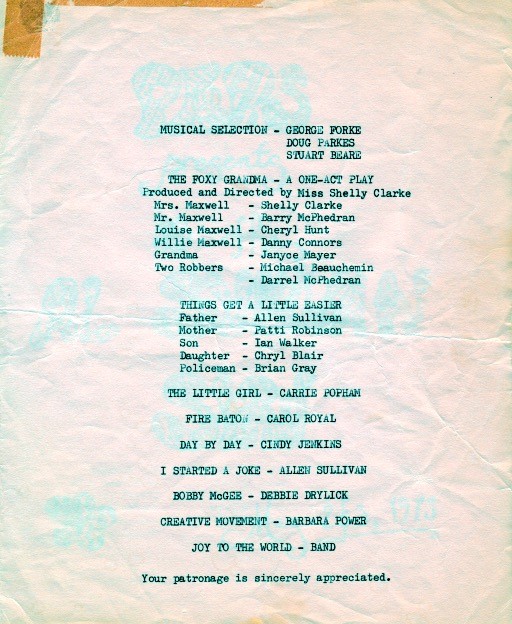 MUSICAL SELECTION - GEORGE FORKE
DOUG PARKES
STUART BEARE
THE FOXY GRANDMA - A ONE-ACT PLAY
Produced and Directed by Miss Shelly Clarke
Mrs. Maxwell - Shelly Clarke
Mr. Maxwell - Barry McPhedran
Louise Maxwell - Cheryl Hunt
Willie Maxwell - Danny Connors
Grandma - Janyce Mayer
Two Robbers - Michael Beauchemin
- Darrel McPhedran
THINGS GET A LITTLE EASIER
Father - Allen Sullivan
Mother - Patti Robinson
Son - Ian Walker
Daughter - Chryl Blair
Policeman - Brian Gray
THE LITTLE GIRL - CARRIE POPHAM
FIRE BATON - CAROL ROYAL
DAY BY DAY - CINDY JENKINS
I STARTED A JOKE - ALLEN SULLIVAN
BOBBY McGEE - DEBBIE DRYLICK
CREATIVE MOVEMENT - BARBARA POWER
JOY TO THE WORLD - BAND
Your patronage is sincerely appreciated.